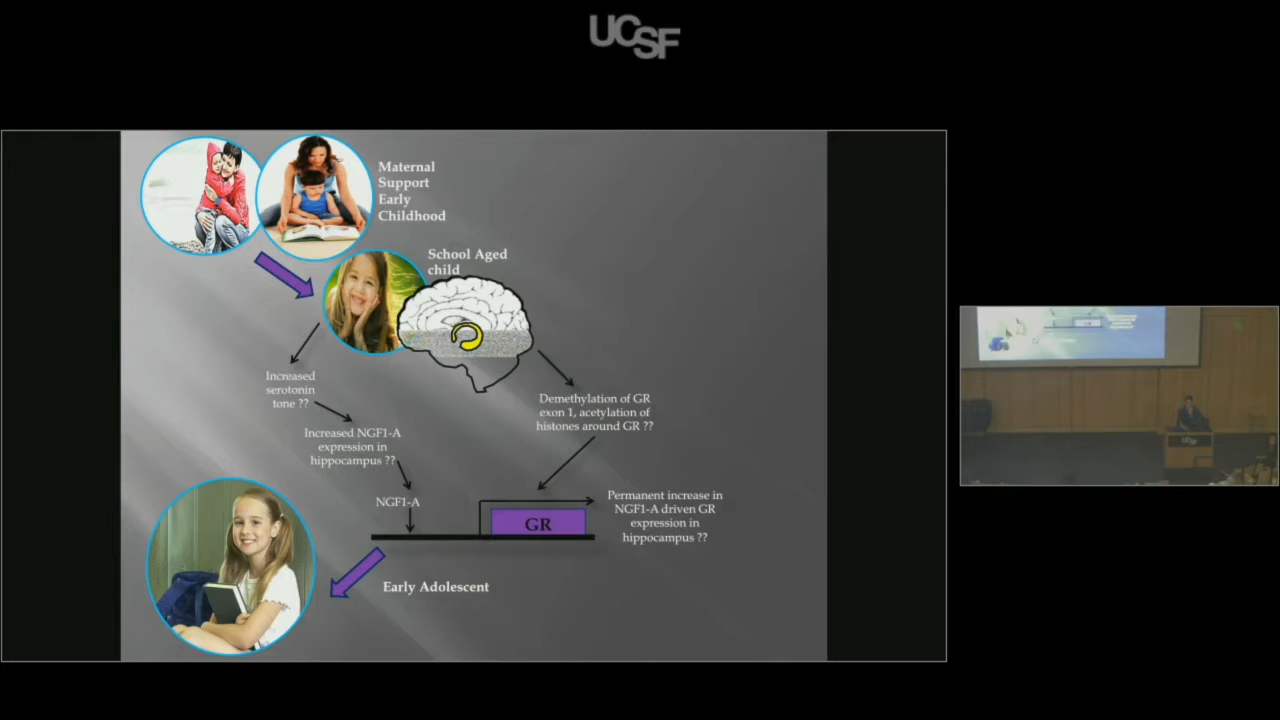 UCSF
Maternal
Support
Early
Childhood
School Aged
child
Increased
serotonin
tone ??
Demethylation of GR
exon 1, acetylation of
histones around GR ??
Increased NGF1-A
expression in
hippocampus ??
NGF1-A
GR
Permanent increase in
NGF1-A driven GR
expression in
hippocampus ??
Early Adolescent
GR
UCSF